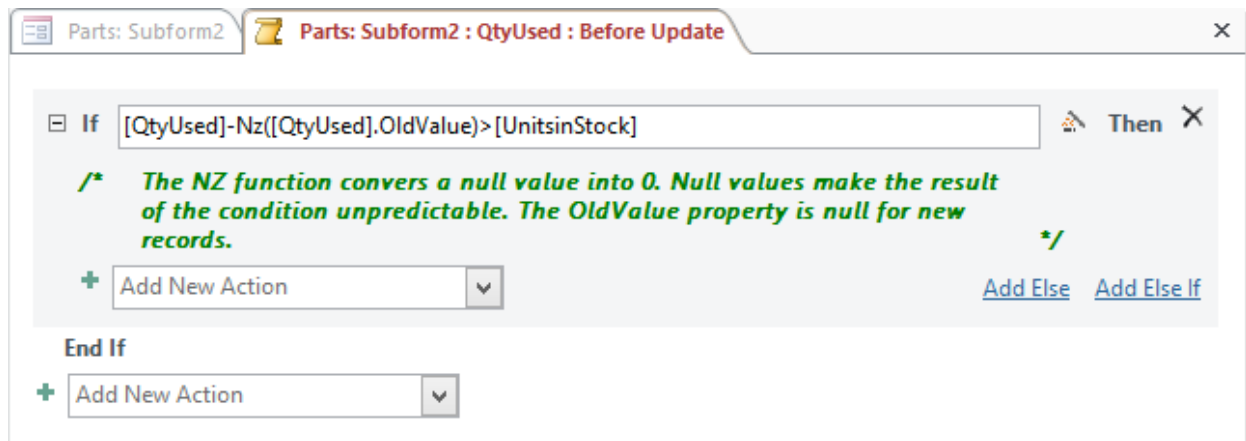 Parts: Subform2
Parts: Subform2 : QtyUsed : Before Update
If [QtyUsed]-Nz([QtyUsed].OldValue)>[UnitsinStock] Then
/* The NZ function convers a null value into 0. Null values make the result
of the condition unpredictable. The OldValue property is null for new
records. */
Add New Action Add Else Add Else If
End If
Add New Action